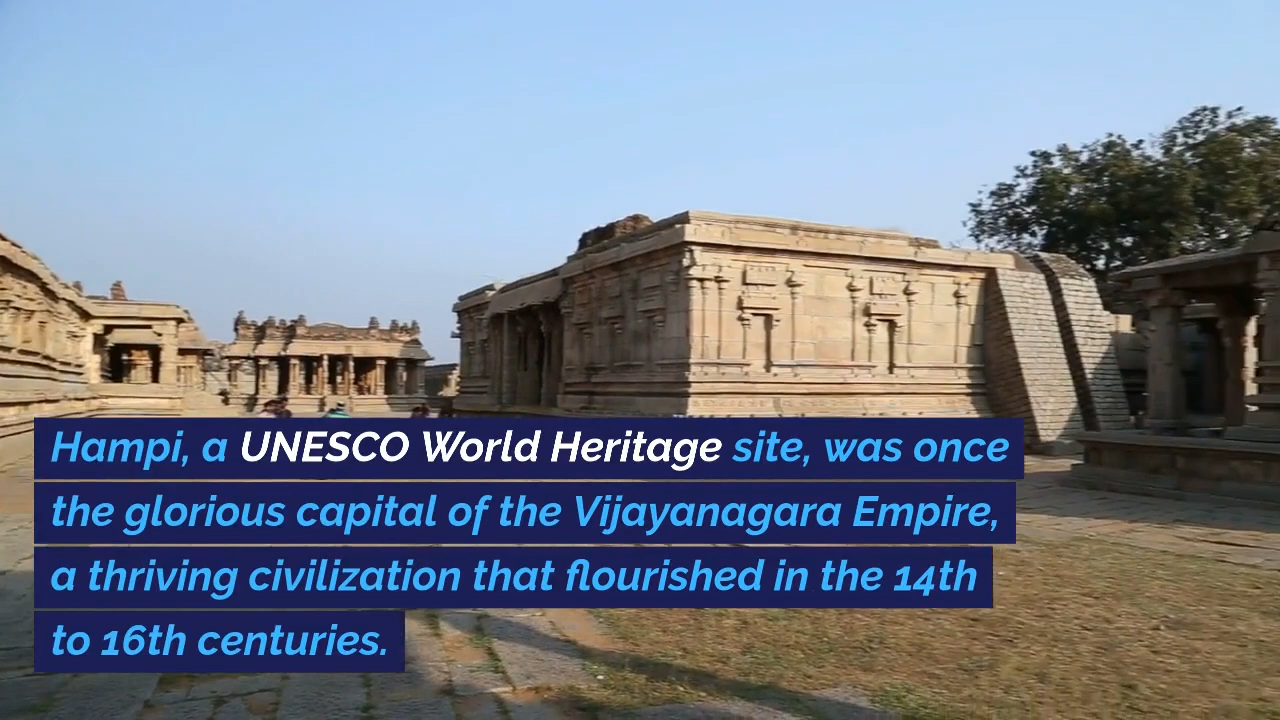 Hampi, a UNESCO World Heritage site, was once
the glorious capital of the Vijayanagara Empire,
a thriving civilization that flourished in the 14th
to 16th centuries.